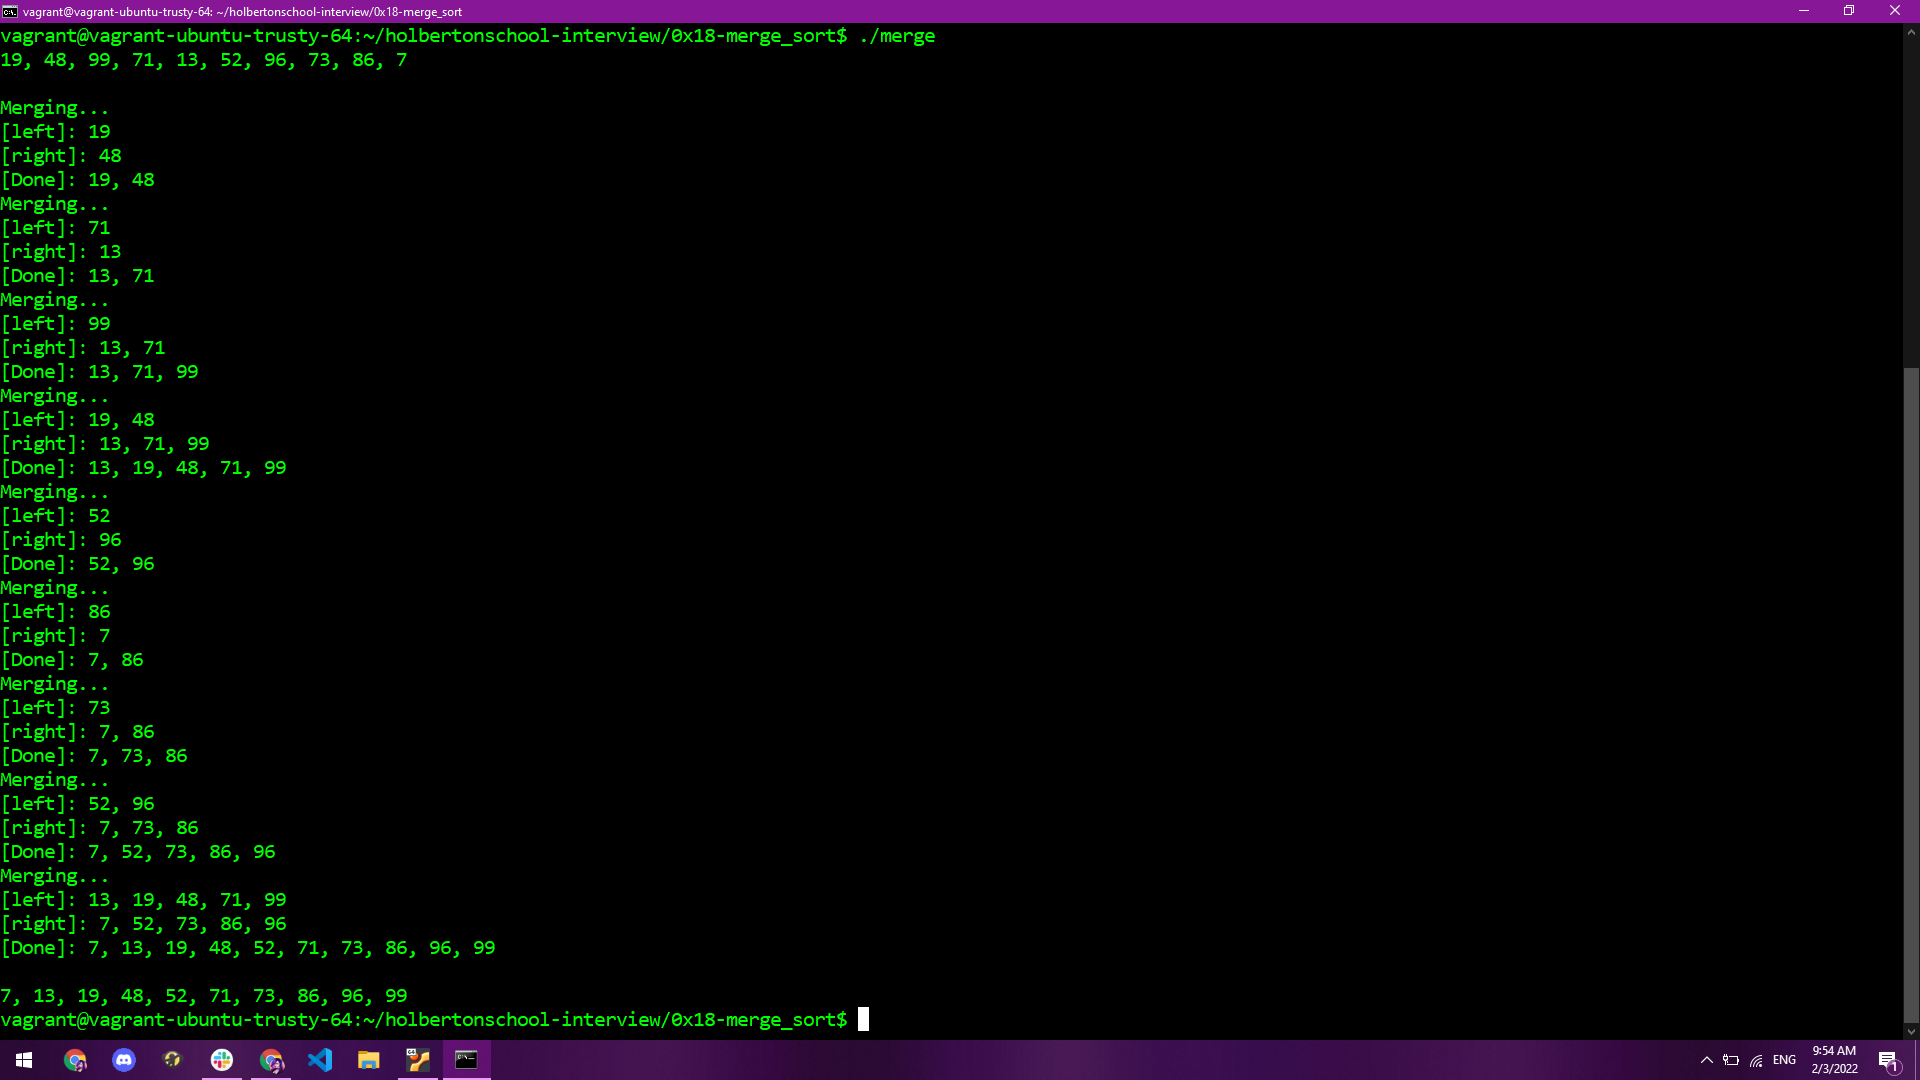 vagrant@vagrant-ubuntu-trusty-64: ~/holbertonschool-interview/0x18-merge_sort
vagrant@vagrant-ubuntu-trusty-64:~/holbertonschool-interview/0x18-merge_sort$ ./merge
19, 48, 99, 71, 13, 52, 96, 73, 86, 7
Merging...
[left]: 19
[right]: 48
[Done]: 19, 48
Merging...
[left]: 71
[right]: 13
[Done]: 13, 71
Merging...
[left]: 99
[right]: 13, 71
[Done]: 13, 71, 99
Merging...
[left]: 19, 48
[right]: 13, 71, 99
[Done]: 13, 19, 48, 71, 99
Merging...
[left]: 52
[right]: 96
[Done]: 52, 96
Merging...
[left]: 86
[right]: 7
[Done]: 7, 86
Merging...
[left]: 73
[right]: 7, 86
[Done]: 7, 73, 86
Merging...
[left]: 52, 96
[right]: 7, 73, 86
[Done]: 7, 52, 73, 86, 96
Merging...
[left]: 13, 19, 48, 71, 99
[right]: 7, 52, 73, 86, 96
[Done]: 7, 13, 19, 48, 52, 71, 73, 86, 96, 99
7, 13, 19, 48, 52, 71, 73, 86, 96, 99
vagrant@vagrant-ubuntu-trusty-64:~/holbertonschool-interview/0x18-merge_sort$
ENG
9:54 AM
2/3/2022
1